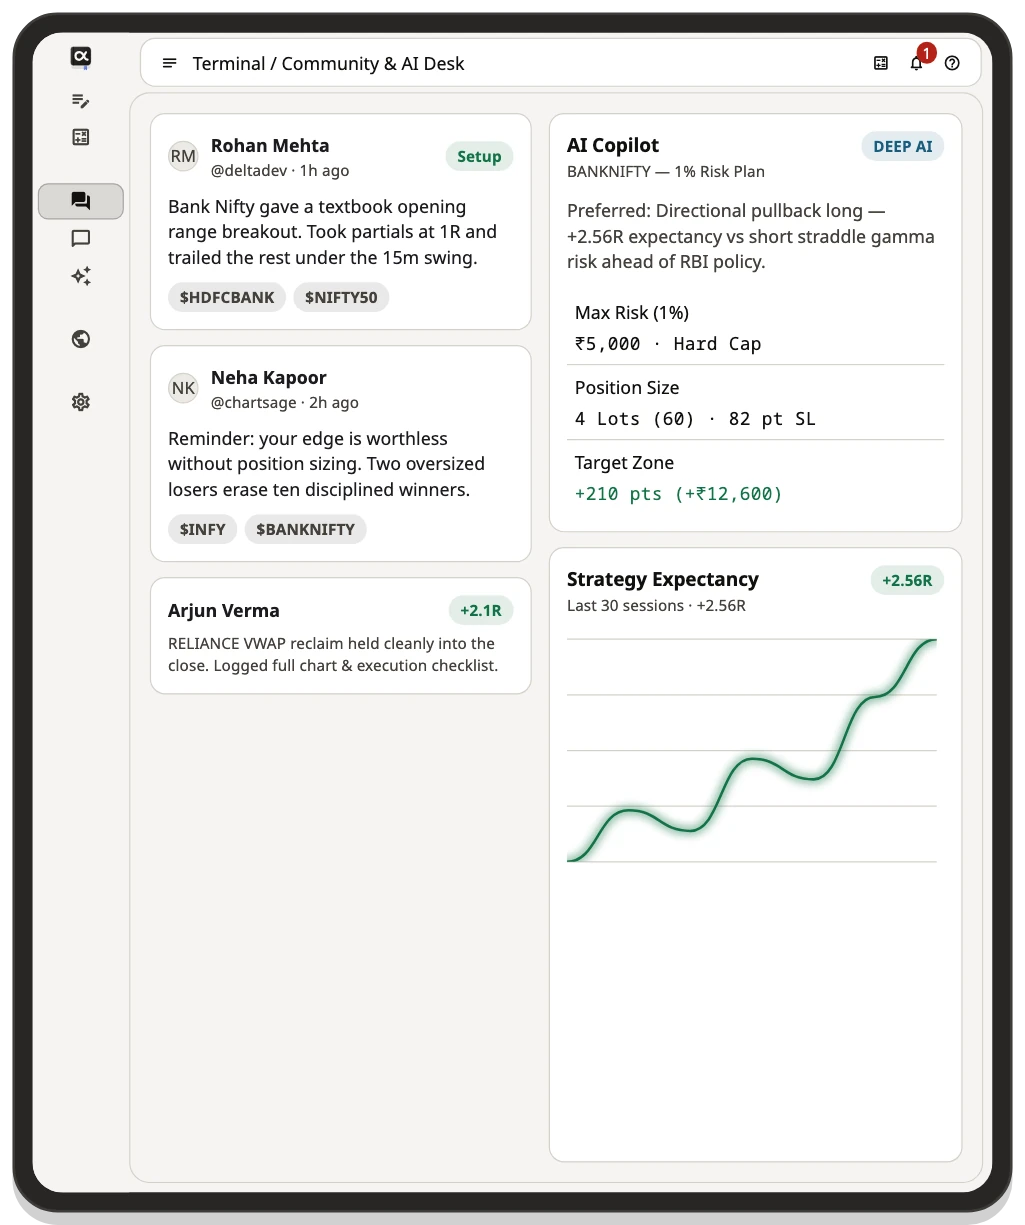 α
Terminal / Community & AI Desk
1
RM
Rohan Mehta
@deltadev · 1h ago
Setup
Bank Nifty gave a textbook opening
range breakout. Took partials at 1R and
trailed the rest under the 15m swing.
$HDFCBANK $NIFTY50
NK
Neha Kapoor
@chartsage · 2h ago
Reminder: your edge is worthless
without position sizing. Two oversized
losers erase ten disciplined winners.
$INFY $BANKNIFTY
Arjun Verma
+2.1R
RELIANCE VWAP reclaim held cleanly into the
close. Logged full chart & execution checklist.
AI Copilot
DEEP AI
BANKNIFTY — 1% Risk Plan
Preferred: Directional pullback long —
+2.56R expectancy vs short straddle gamma
risk ahead of RBI policy.
Max Risk (1%)
₹5,000 · Hard Cap
Position Size
4 Lots (60) · 82 pt SL
Target Zone
+210 pts (+₹12,600)
Strategy Expectancy
+2.56R
Last 30 sessions · +2.56R